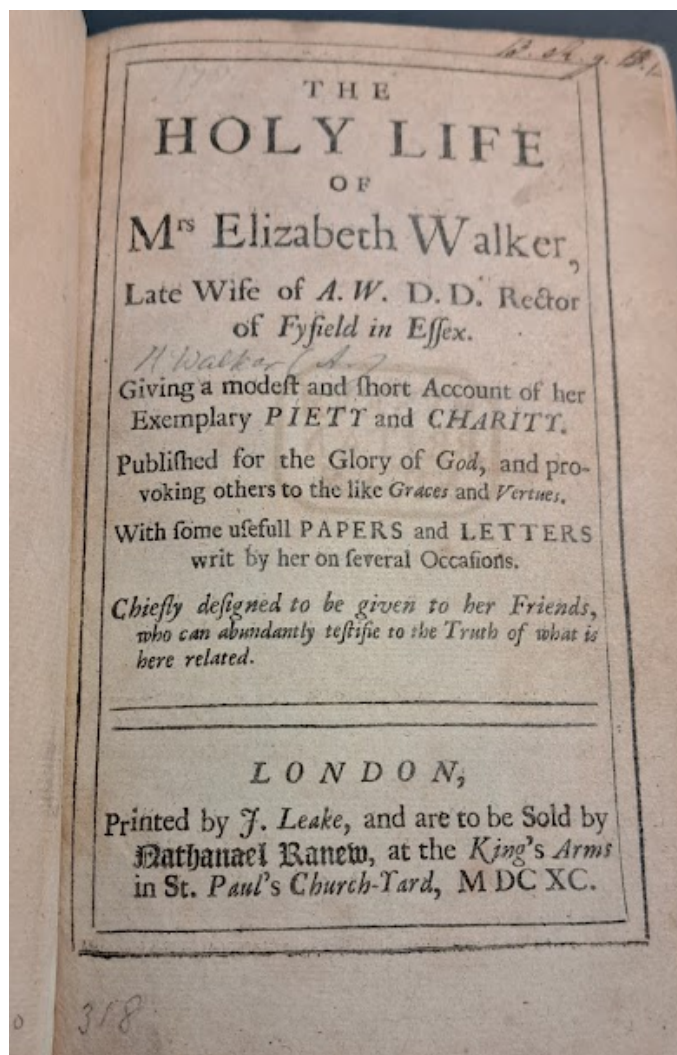 THE
HOLY LIFE
OF
Mrs Elizabeth Walker,
Late Wife of A. W. D. D. Rector
of Fyfield in Eſſex.
Walker (A.)
Giving a modeſt and ſhort Account of her
Exemplary PIETY and CHARITY.
Publiſhed for the Glory of God, and pro-
voking others to the like Graces and Vertues.
With ſome uſefull PAPERS and LETTERS
writ by her on ſeveral Occaſions.
Chiefly deſigned to be given to her Friends,
who can abundantly teſtifie to the Truth of what is
here related.
LONDON,
Printed by J. Leake, and are to be Sold by
Nathanael Ranew, at the King's Arms
in St. Paul's Church-Yard, M DC XC.
358